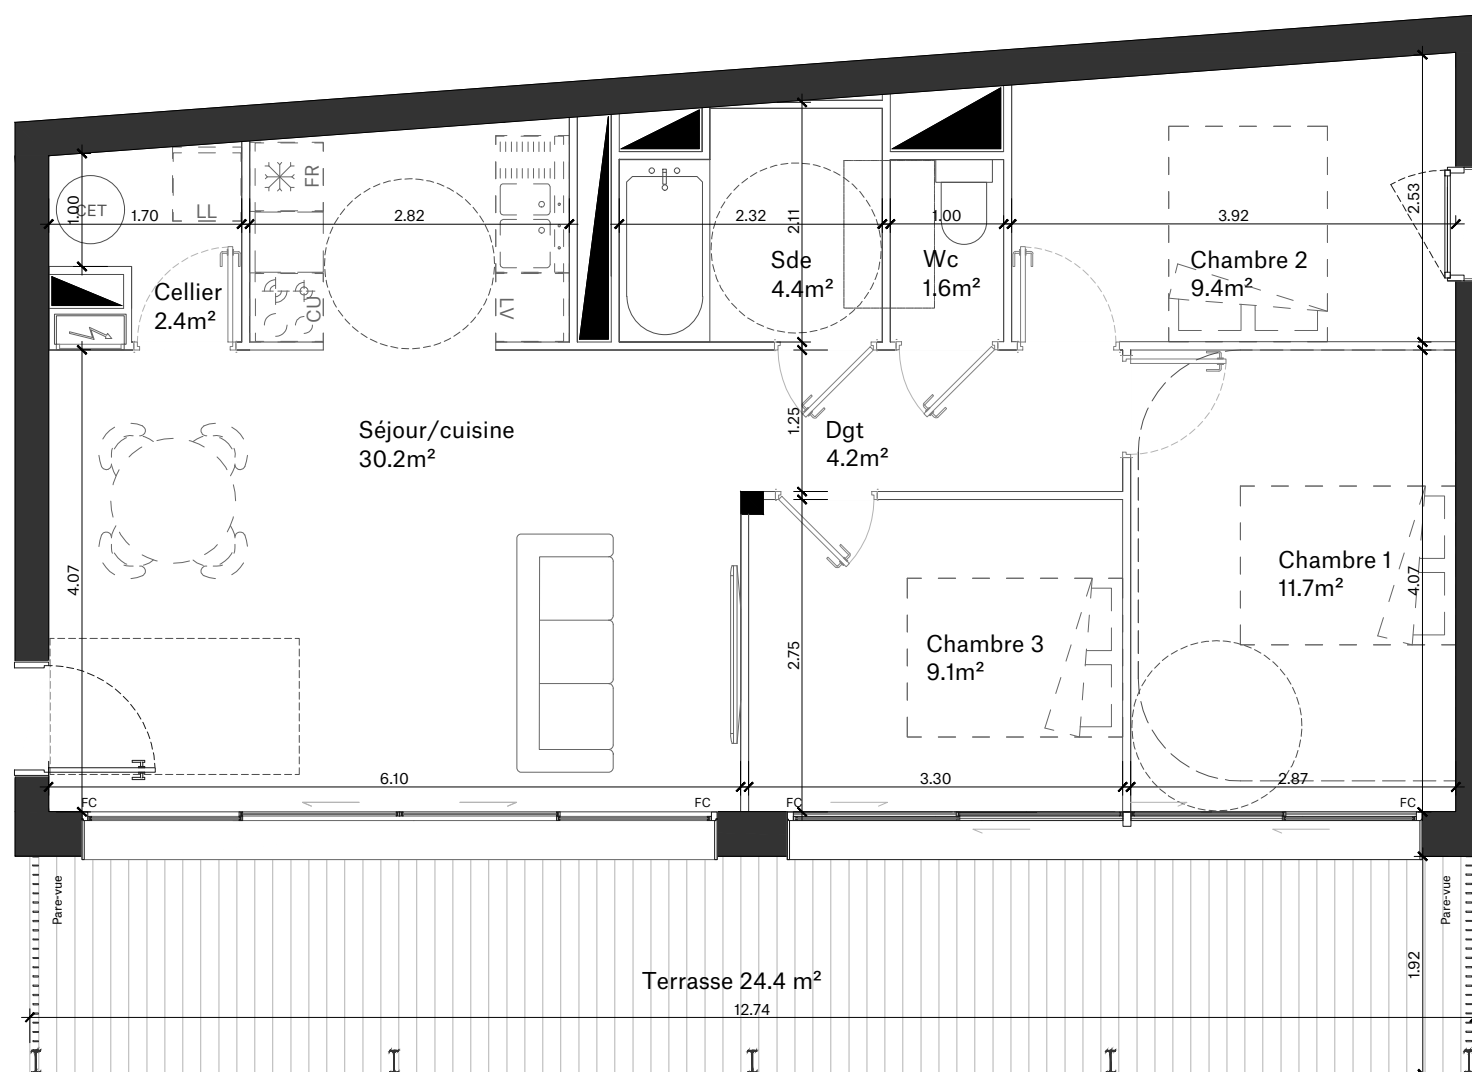 FR
2.53
1.00
CET
LL
1.70
2.82
2.32
2.11
1.00
3.92
Sde
4.4m²
Wc
1.6m²
Chambre 2
9.4m²
Cellier
2.4m²
CU
LV
1.25
Séjour/cuisine
30.2m²
Dgt
4.2m²
4.07
Chambre 1
11.7m²
4.07
2.75
Chambre 3
9.1m²
6.10
3.30
2.87
FC
FC
FC
FC
Pare-vue
Pare-vue
1.92
Terrasse 24.4 m²
12.74